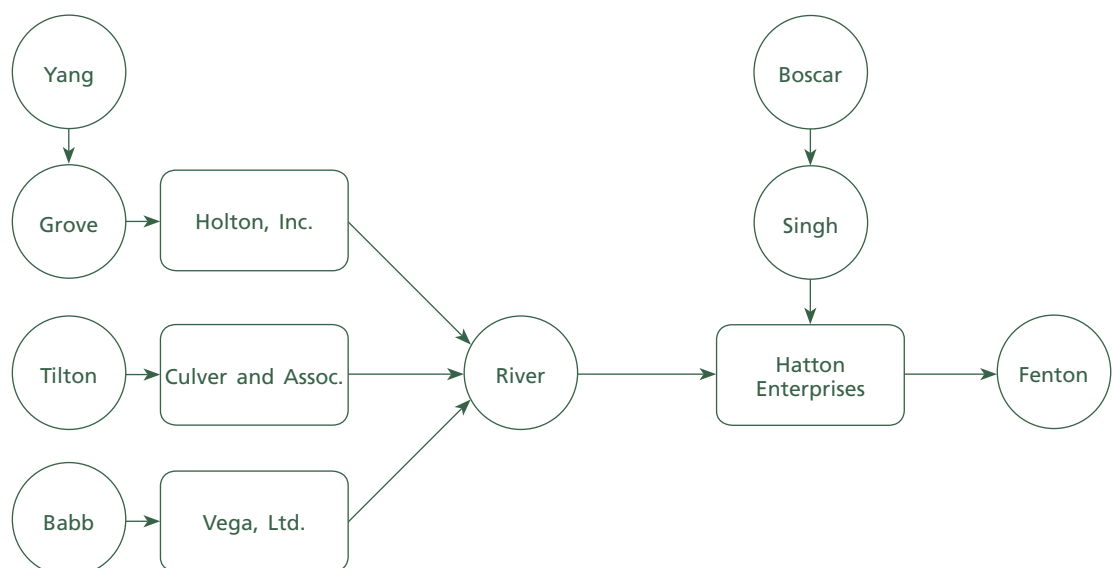 Yang
Boscar
Grove
Holton, Inc.
Singh
Tilton
Culver and Assoc.
River
Hatton
Enterprises
Fenton
Babb
Vega, Ltd.